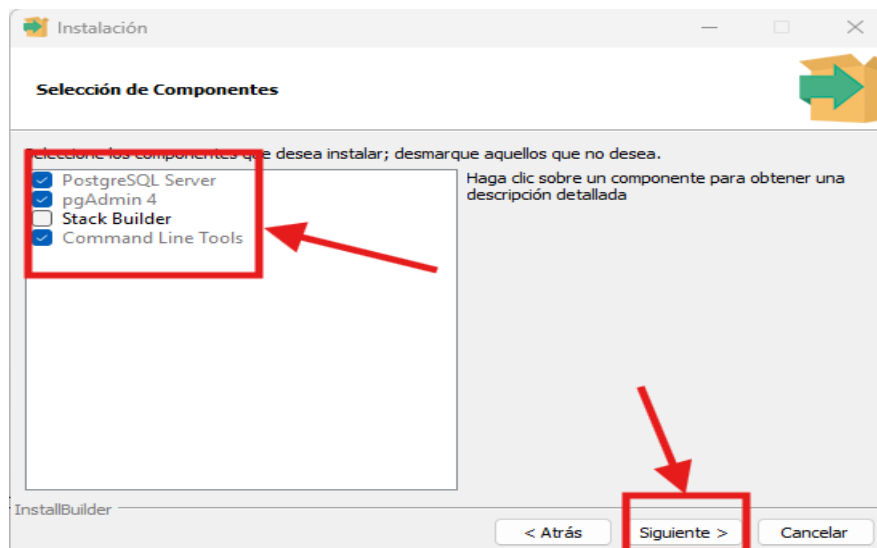 Instalación
Selección de Componentes
Seleccione los componentes que desea instalar; desmarque aquellos que no desea.
PostgreSQL Server
pgAdmin 4
Stack Builder
Command Line Tools
Haga clic sobre un componente para obtener una
descripción detallada
InstallBuilder
< Atrás
Siguiente >
Cancelar